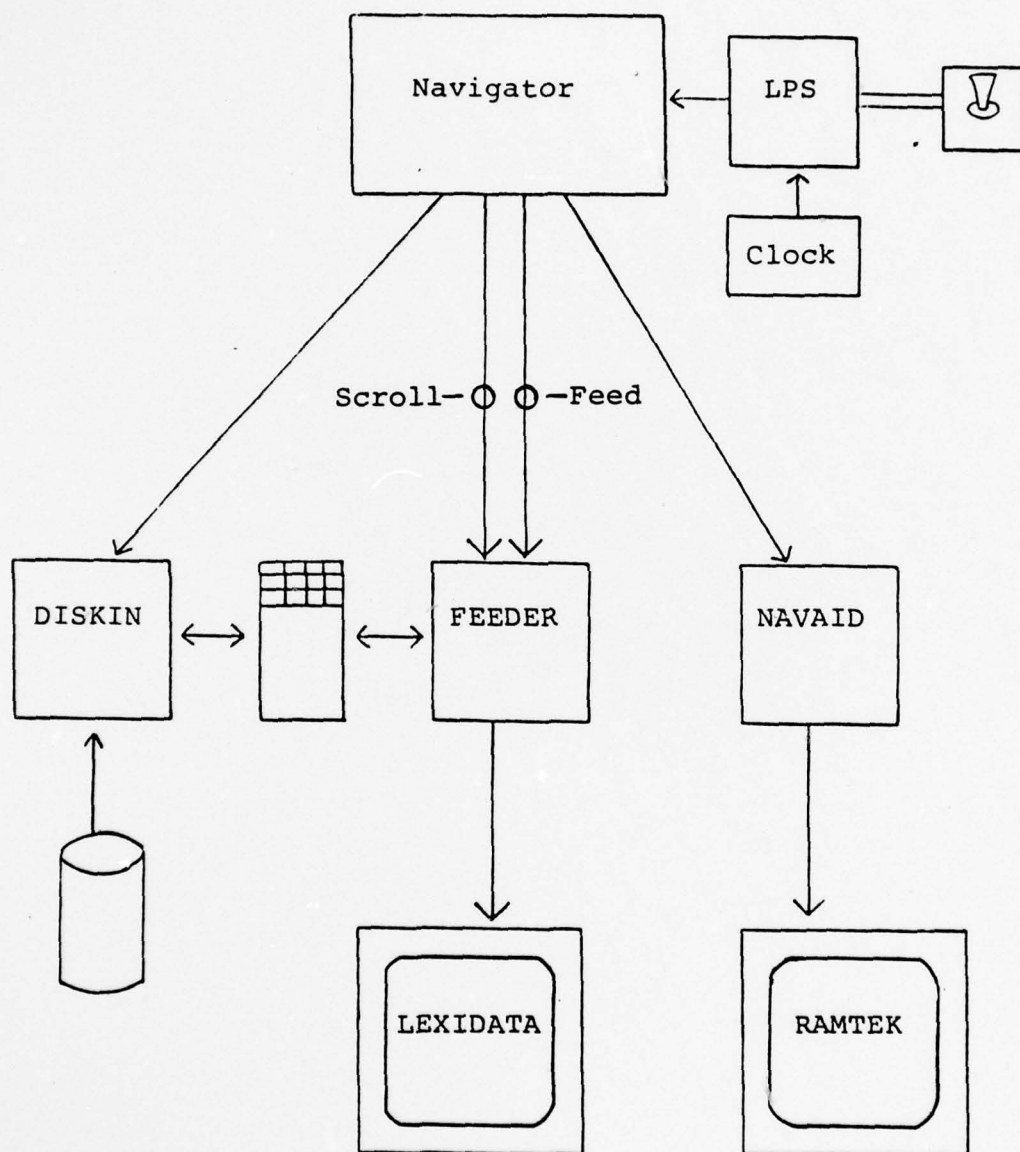 Navigator
LPS
Clock
Scroll
Feed
DISKIN
FEEDER
NAVAID
LEXIDATA
RAMTEK